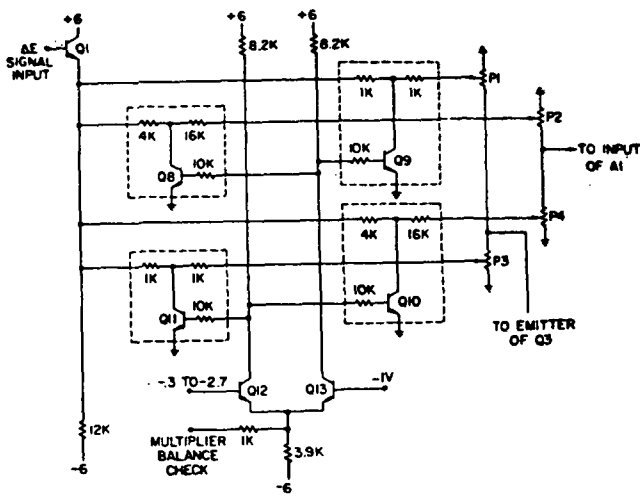 +6
Q1
ΔE
SIGNAL
INPUT
+6
8.2K
+6
8.2K
1K 1K
P1
4K 16K
P2
10K
Q9
Q8
10K
TO INPUT
OF A1
4K 16K
P4
1K 1K
P3
10K
Q10
Q11
10K
TO EMITTER
OF Q3
-.3 TO-2.7
Q12
Q13
-1V
12K
-6
MULTIPLIER
BALANCE
CHECK
1K
3.9K
-6